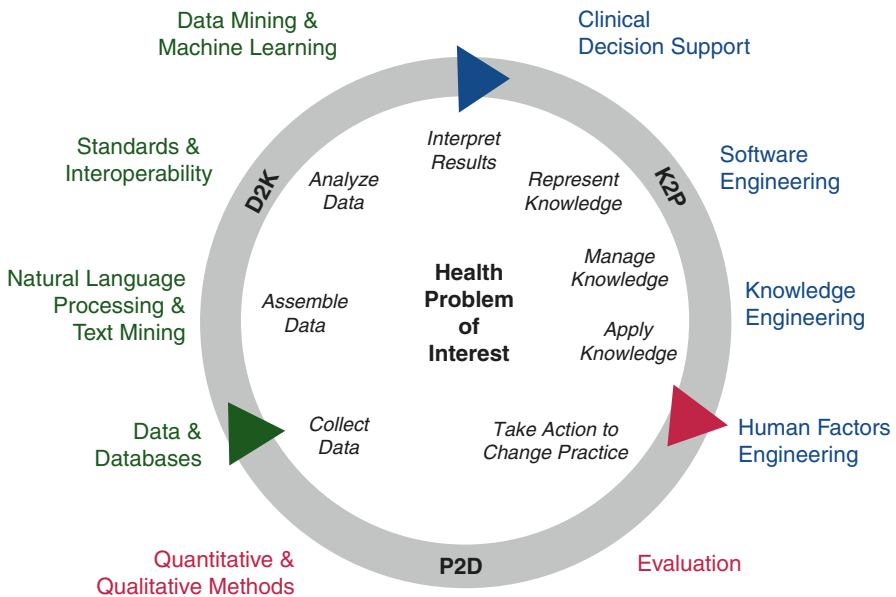 Data Mining &
Machine Learning
Clinical
Decision Support
Standards &
Interoperability
D2K
Analyze
Data
Interpret
Results
Represent
Knowledge
K2P
Software
Engineering
Natural Language
Processing &
Text Mining
Assemble
Data
Health
Problem
of
Interest
Manage
Knowledge
Apply
Knowledge
Knowledge
Engineering
Data &
Databases
Collect
Data
Take Action to
Change Practice
Human Factors
Engineering
Quantitative &
Qualitative Methods
P2D
Evaluation